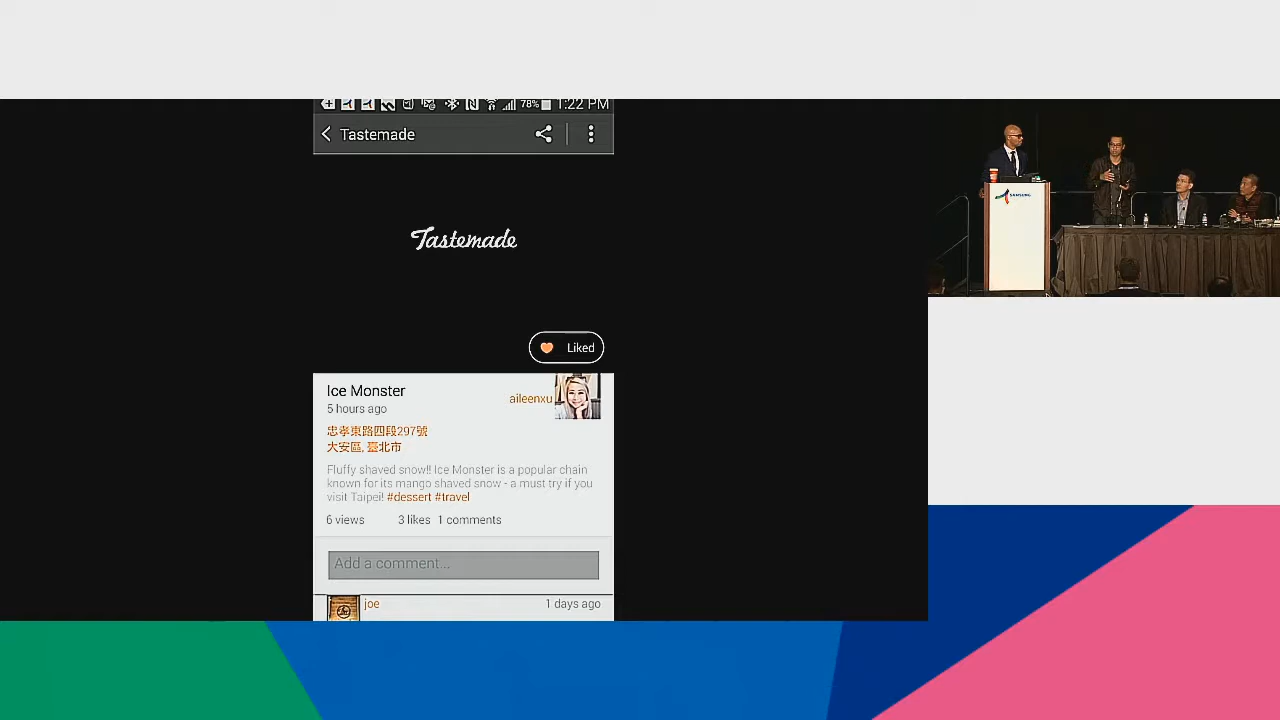 78% 1:22 PM
Tastemade
Tastemade
Liked
Ice Monster
5 hours ago
aileenxu
忠孝東路四段297號
大安區, 臺北市
Fluffy shaved snow!! Ice Monster is a popular chain
known for its mango shaved snow - a must try if you
visit Taipei! #dessert #travel
6 views 3 likes 1 comments
Add a comment...
joe 1 days ago
SAMSUNG